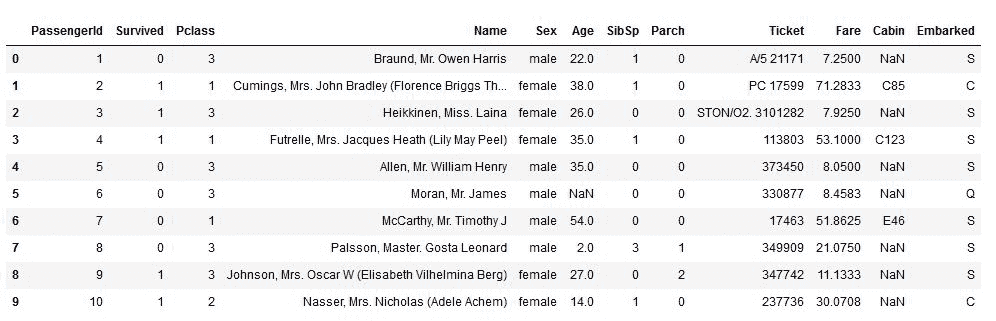 PassengerId Survived Pclass Name Sex Age SibSp Parch Ticket Fare Cabin Embarked
0 1 0 3 Braund, Mr. Owen Harris male 22.0 1 0 A/5 21171 7.2500 NaN S
1 2 1 1 Cumings, Mrs. John Bradley (Florence Briggs Th... female 38.0 1 0 PC 17599 71.2833 C85 C
2 3 1 3 Heikkinen, Miss. Laina female 26.0 0 0 STON/O2. 3101282 7.9250 NaN S
3 4 1 1 Futrelle, Mrs. Jacques Heath (Lily May Peel) female 35.0 1 0 113803 53.1000 C123 S
4 5 0 3 Allen, Mr. William Henry male 35.0 0 0 373450 8.0500 NaN S
5 6 0 3 Moran, Mr. James male NaN 0 0 330877 8.4583 NaN Q
6 7 0 1 McCarthy, Mr. Timothy J male 54.0 0 0 17463 51.8625 E46 S
7 8 0 3 Palsson, Master. Gosta Leonard male 2.0 3 1 349909 21.0750 NaN S
8 9 1 3 Johnson, Mrs. Oscar W (Elisabeth Vilhelmina Berg) female 27.0 0 2 347742 11.1333 NaN S
9 10 1 2 Nasser, Mrs. Nicholas (Adele Achem) female 14.0 1 0 237736 30.0708 NaN C